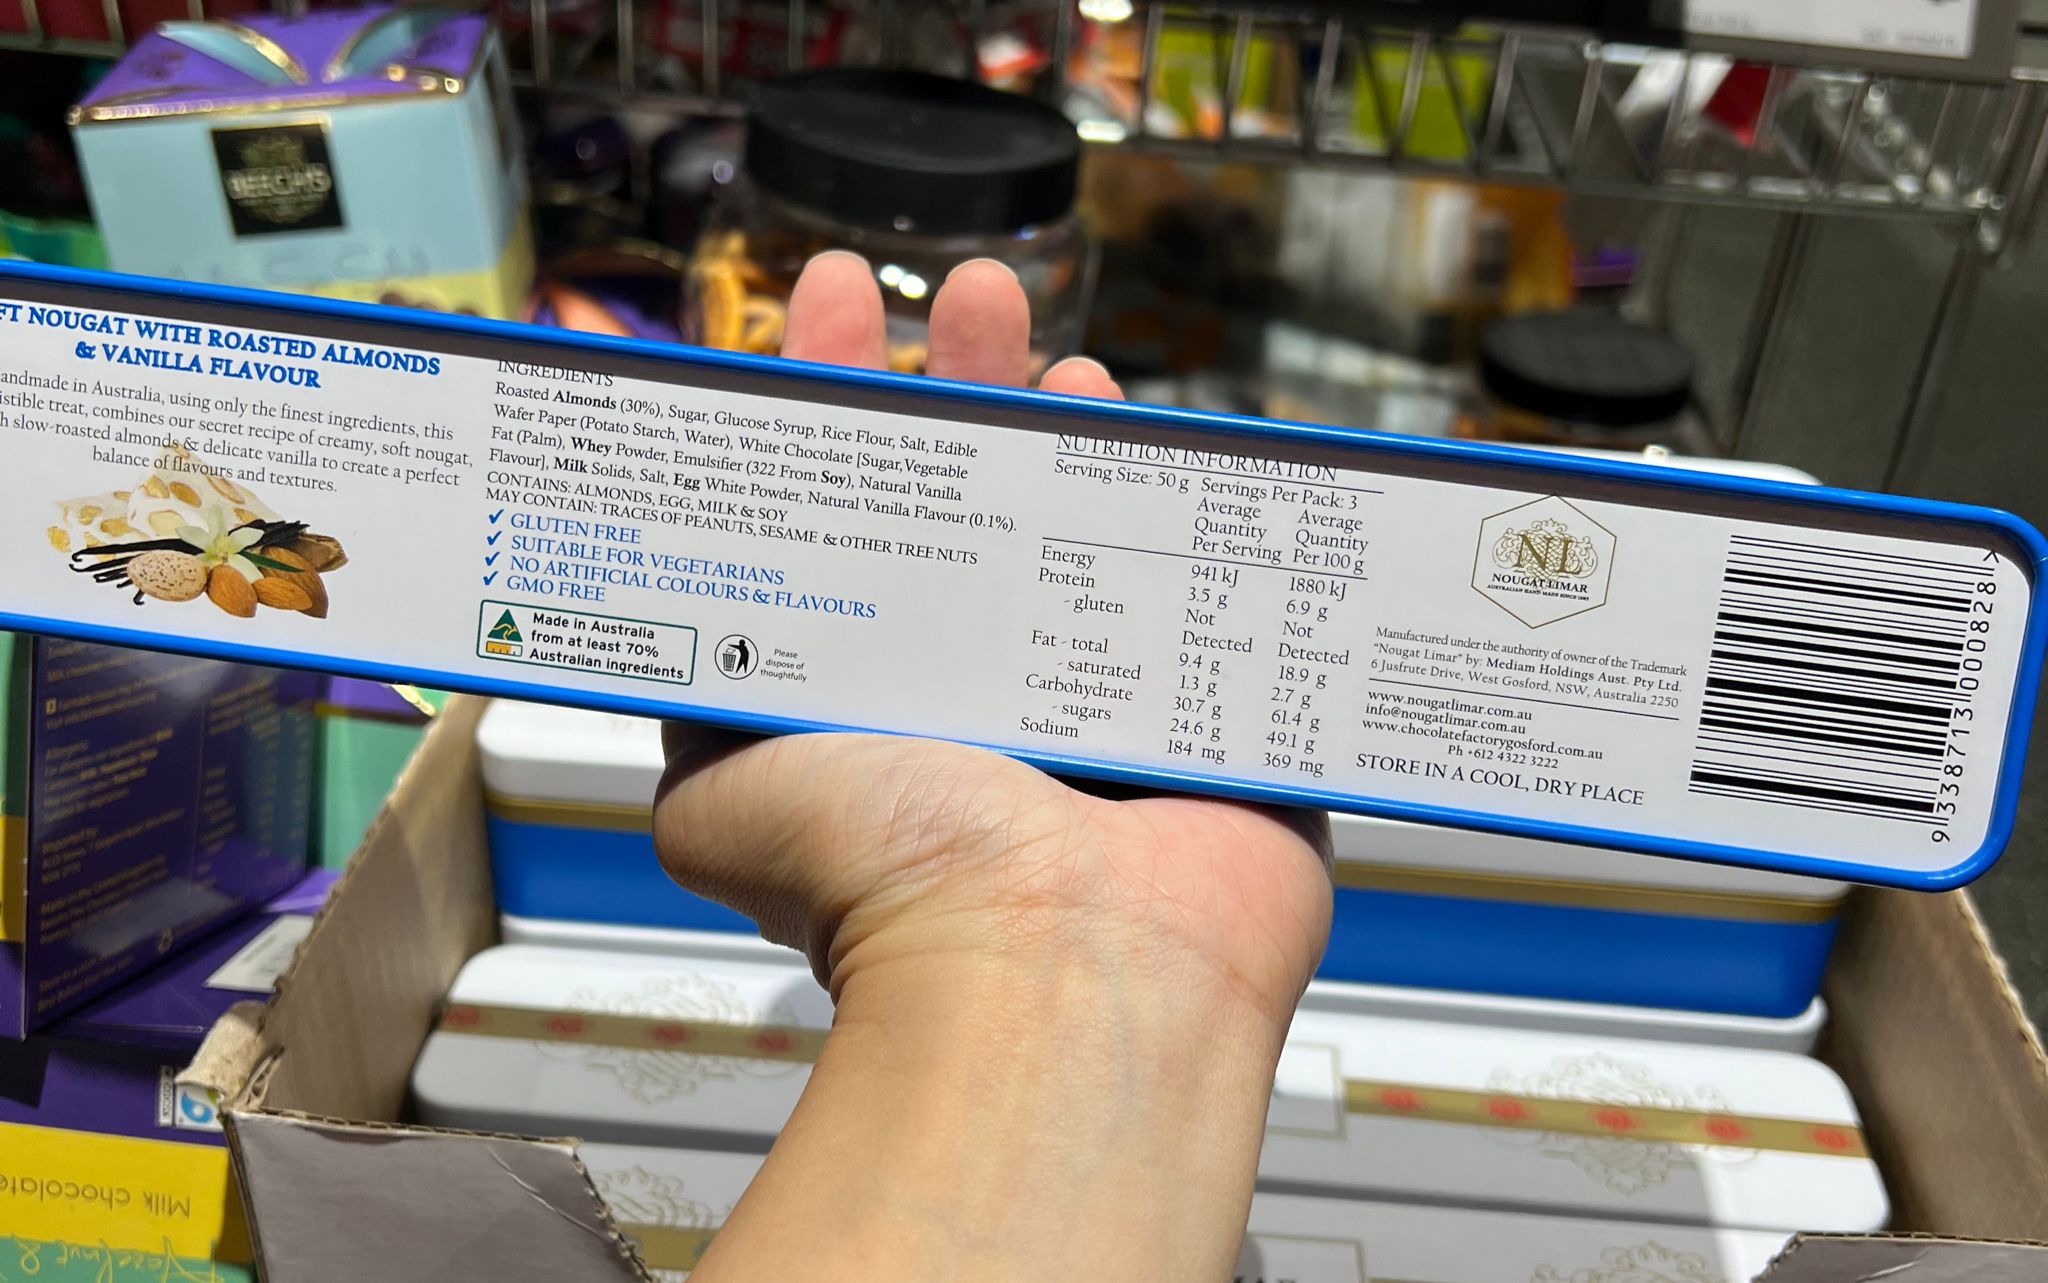 FT NOUGAT WITH ROASTED ALMONDS
& VANILLA FLAVOUR
andmade in Australia, using only the finest ingredients, this
istible treat, combines our secret recipe of creamy, soft nougat,
h slow-roasted almonds & delicate vanilla to create a perfect
balance of flavours and textures.
INGREDIENTS
Roasted Almonds (30%), Sugar, Glucose Syrup, Rice Flour, Salt, Edible
Wafer Paper (Potato Starch, Water), White Chocolate [Sugar, Vegetable
Fat (Palm), Whey Powder, Emulsifier (322 From Soy), Natural Vanilla
Flavour], Milk Solids, Salt, Egg White Powder, Natural Vanilla Flavour (0.1%).
CONTAINS: ALMONDS, EGG, MILK & SOY
MAY CONTAIN: TRACES OF PEANUTS, SESAME & OTHER TREE NUTS
✓ GLUTEN FREE
✓ SUITABLE FOR VEGETARIANS
✓ NO ARTIFICIAL COLOURS & FLAVOURS
✓ GMO FREE
Made in Australia
from at least 70%
Australian ingredients
Please
dispose of
thoughtfully
NUTRITION INFORMATION
Serving Size: 50 g Servings Per Pack: 3
Average Average
Quantity Quantity
Per Serving Per 100 g
Energy 941 kJ 1880 kJ
Protein 3.5 g 6.9 g
- gluten Not Not
Detected Detected
Fat - total 9.4 g 18.9 g
- saturated 1.3 g 2.7 g
Carbohydrate 30.7 g 61.4 g
- sugars 24.6 g 49.1 g
Sodium 184 mg 369 mg
NL
NOUGAT LIMAR
AUSTRALIAN HAND MADE SINCE
Manufactured under the authority of owner of the Trademark
"Nougat Limar" by: Mediam Holdings Aust. Pty Ltd.
6 Jusfrute Drive, West Gosford, NSW, Australia 2250
www.nougatlimar.com.au
info@nougatlimar.com.au
www.chocolatefactorygosford.com.au
Ph +612 4322 3222
STORE IN A COOL, DRY PLACE
9 338713 000828 >
BEECH'S
Milk chocolate
Hazelnut &